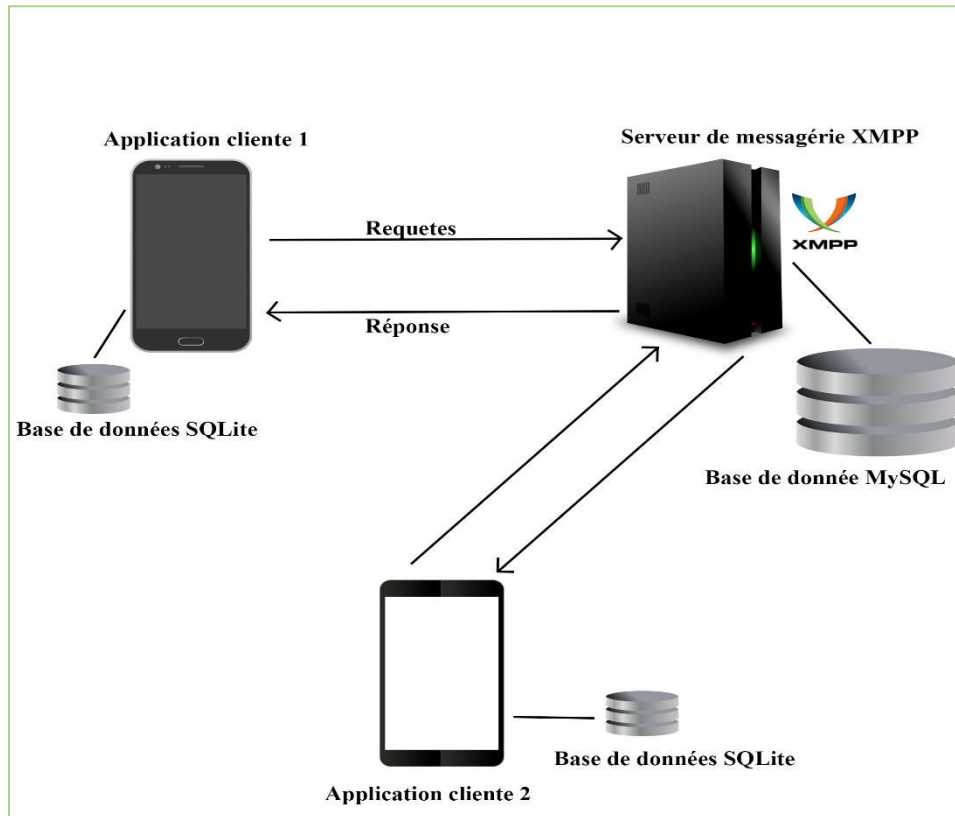 Application cliente 1
Serveur de messagérie XMPP
Requetes
XMPP
Réponse
Base de données SQLite
Base de donnée MySQL
Base de données SQLite
Application cliente 2